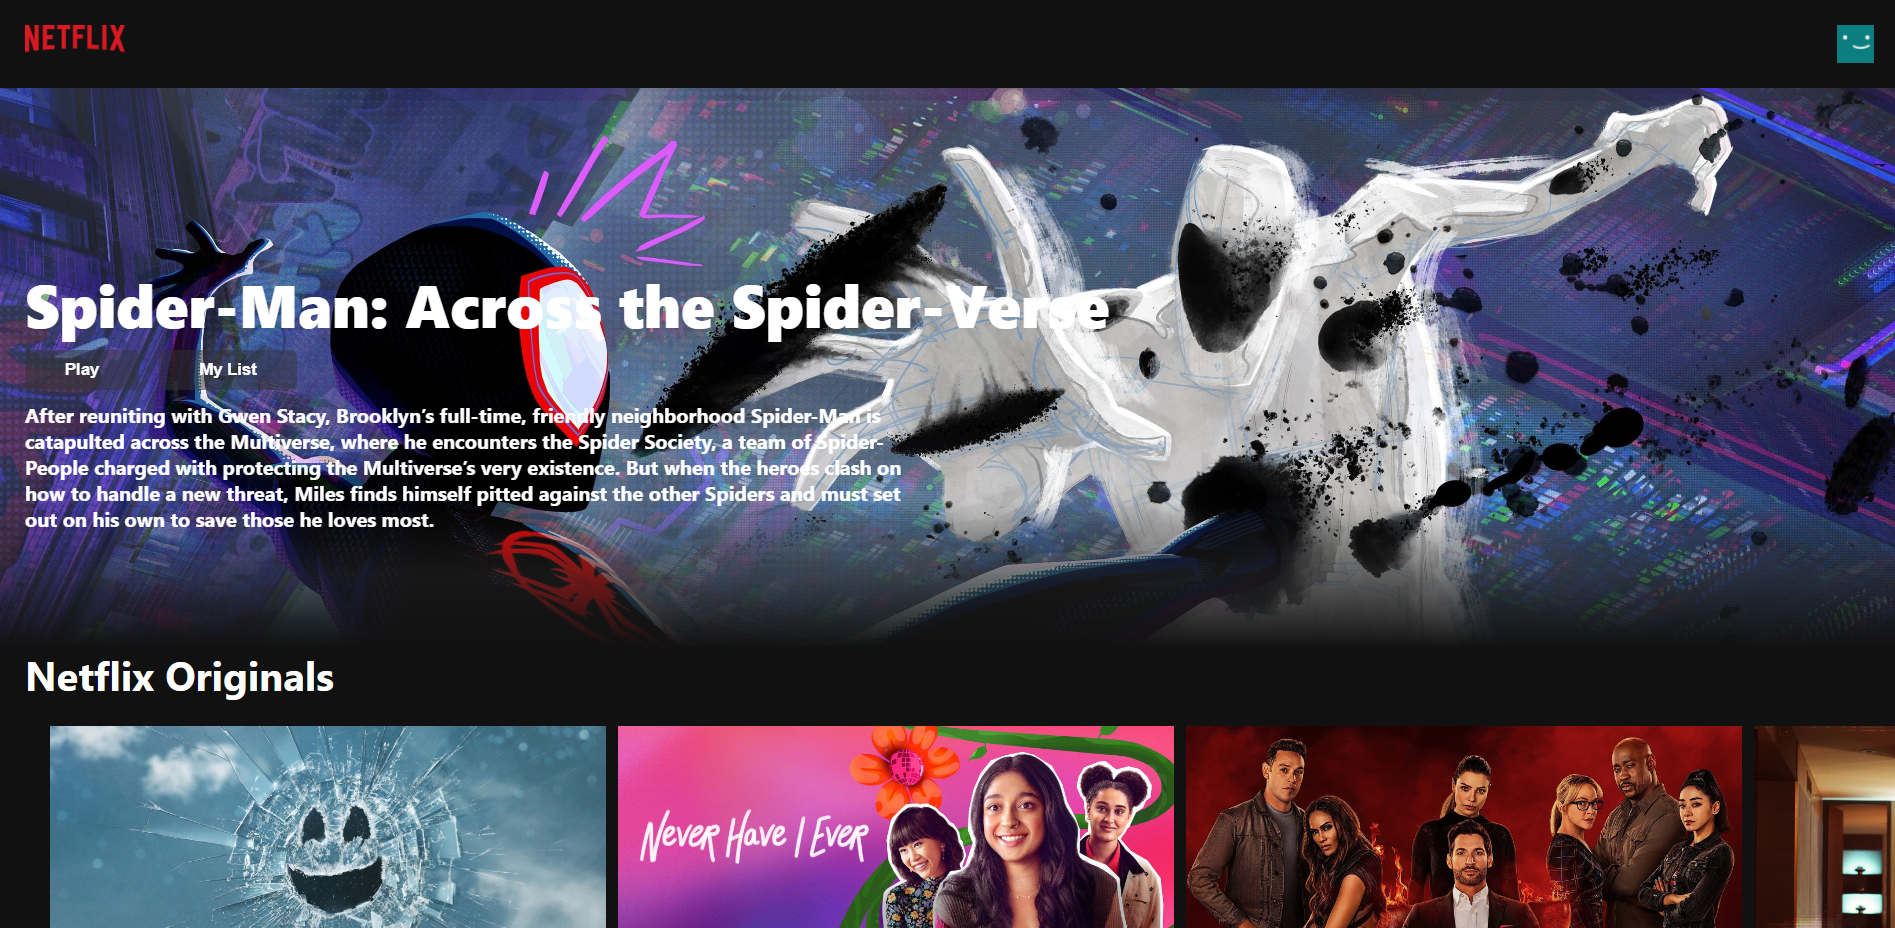 NETFLIX
Spider-Man: Across the Spider-Verse
Play
My List
After reuniting with Gwen Stacy, Brooklyn’s full-time, friendly neighborhood Spider-Man is
catapulted across the Multiverse, where he encounters the Spider Society, a team of Spider-
People charged with protecting the Multiverse’s very existence. But when the heroes clash on
how to handle a new threat, Miles finds himself pitted against the other Spiders and must set
out on his own to save those he loves most.
Netflix Originals
NEVER HAVE I EVER